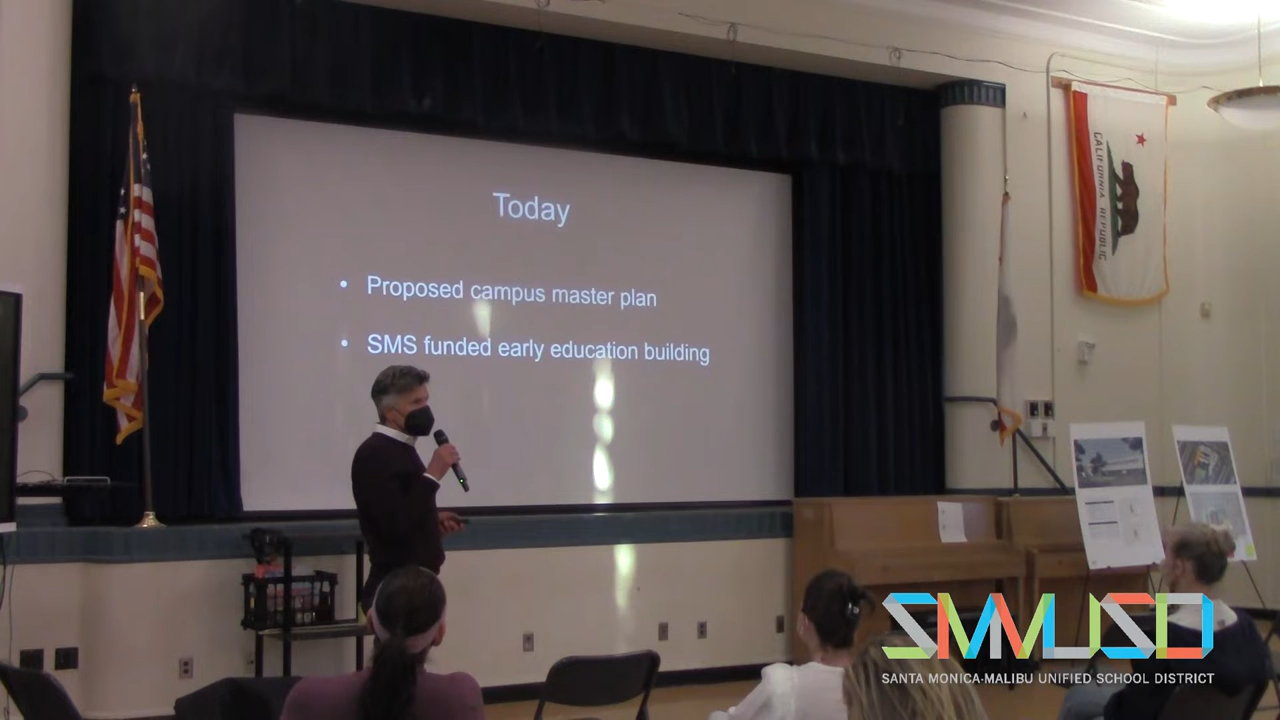 Today
• Proposed campus master plan
• SMS funded early education building
CALIFORNIA REPUBLIC
SMMUSD
SANTA MONICA-MALIBU UNIFIED SCHOOL DISTRICT